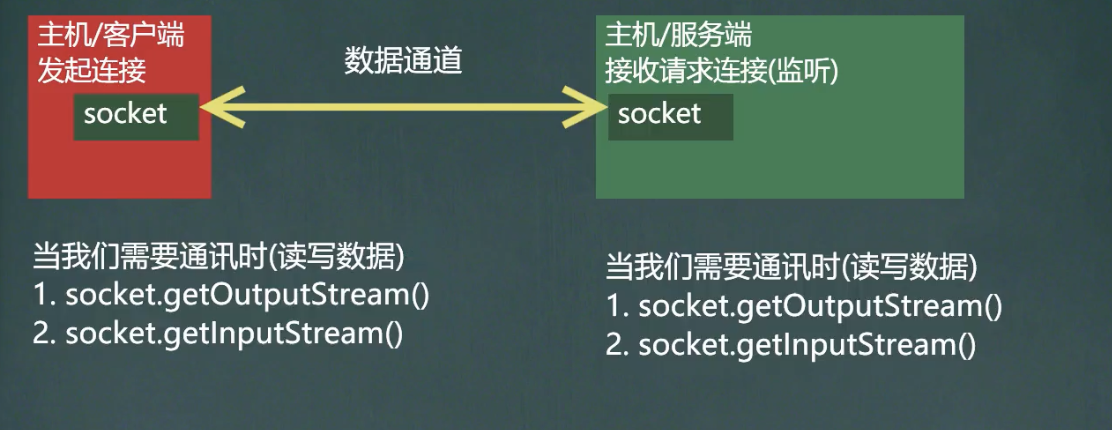 主机/客户端
发起连接
socket
数据通道
主机/服务端
接收请求连接(监听)
socket
当我们需要通讯时(读写数据)
1. socket.getOutputStream()
2. socket.getInputStream()
当我们需要通讯时(读写数据)
1. socket.getOutputStream()
2. socket.getInputStream()